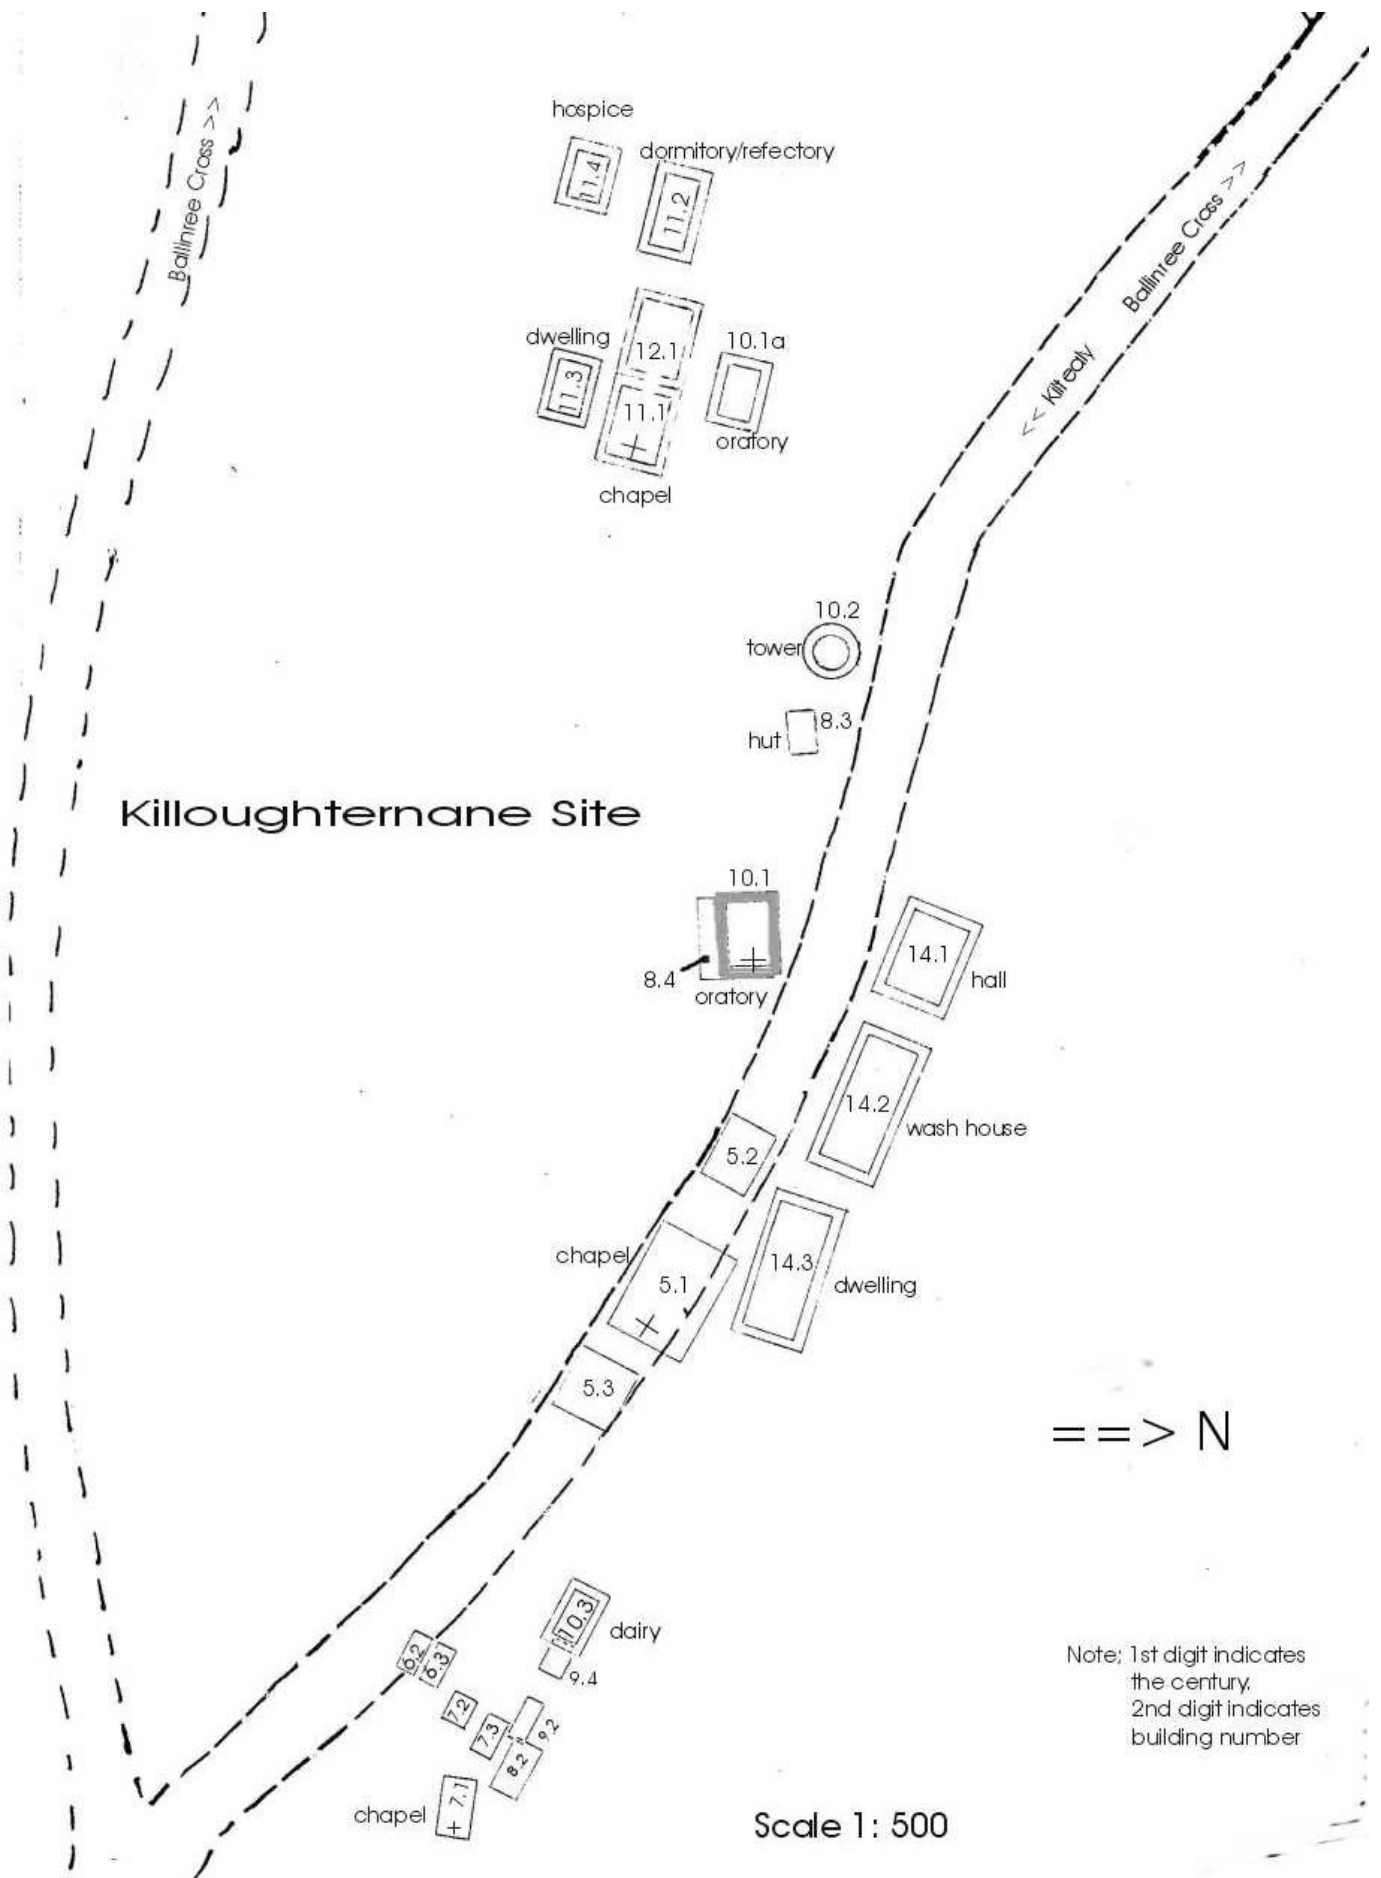 hospice
dormitory/refectory
11.4
11.2
Ballintree Cross >>
Ballintree Cross >>
<< Kiltealy
dwelling
12.1
10.1a
11.3
11.1
oratory
chapel
10.2
tower
8.3
hut
Killoughternane Site
10.1
14.1
8.4
oratory
hall
14.2
wash house
5.2
chapel
5.1
14.3
dwelling
5.3
==> N
10.3
dairy
6.2
6.3
9.4
7.2
7.3
9.2
8.2
7.1
chapel
Note; 1st digit indicates
the century.
2nd digit indicates
building number
Scale 1: 500